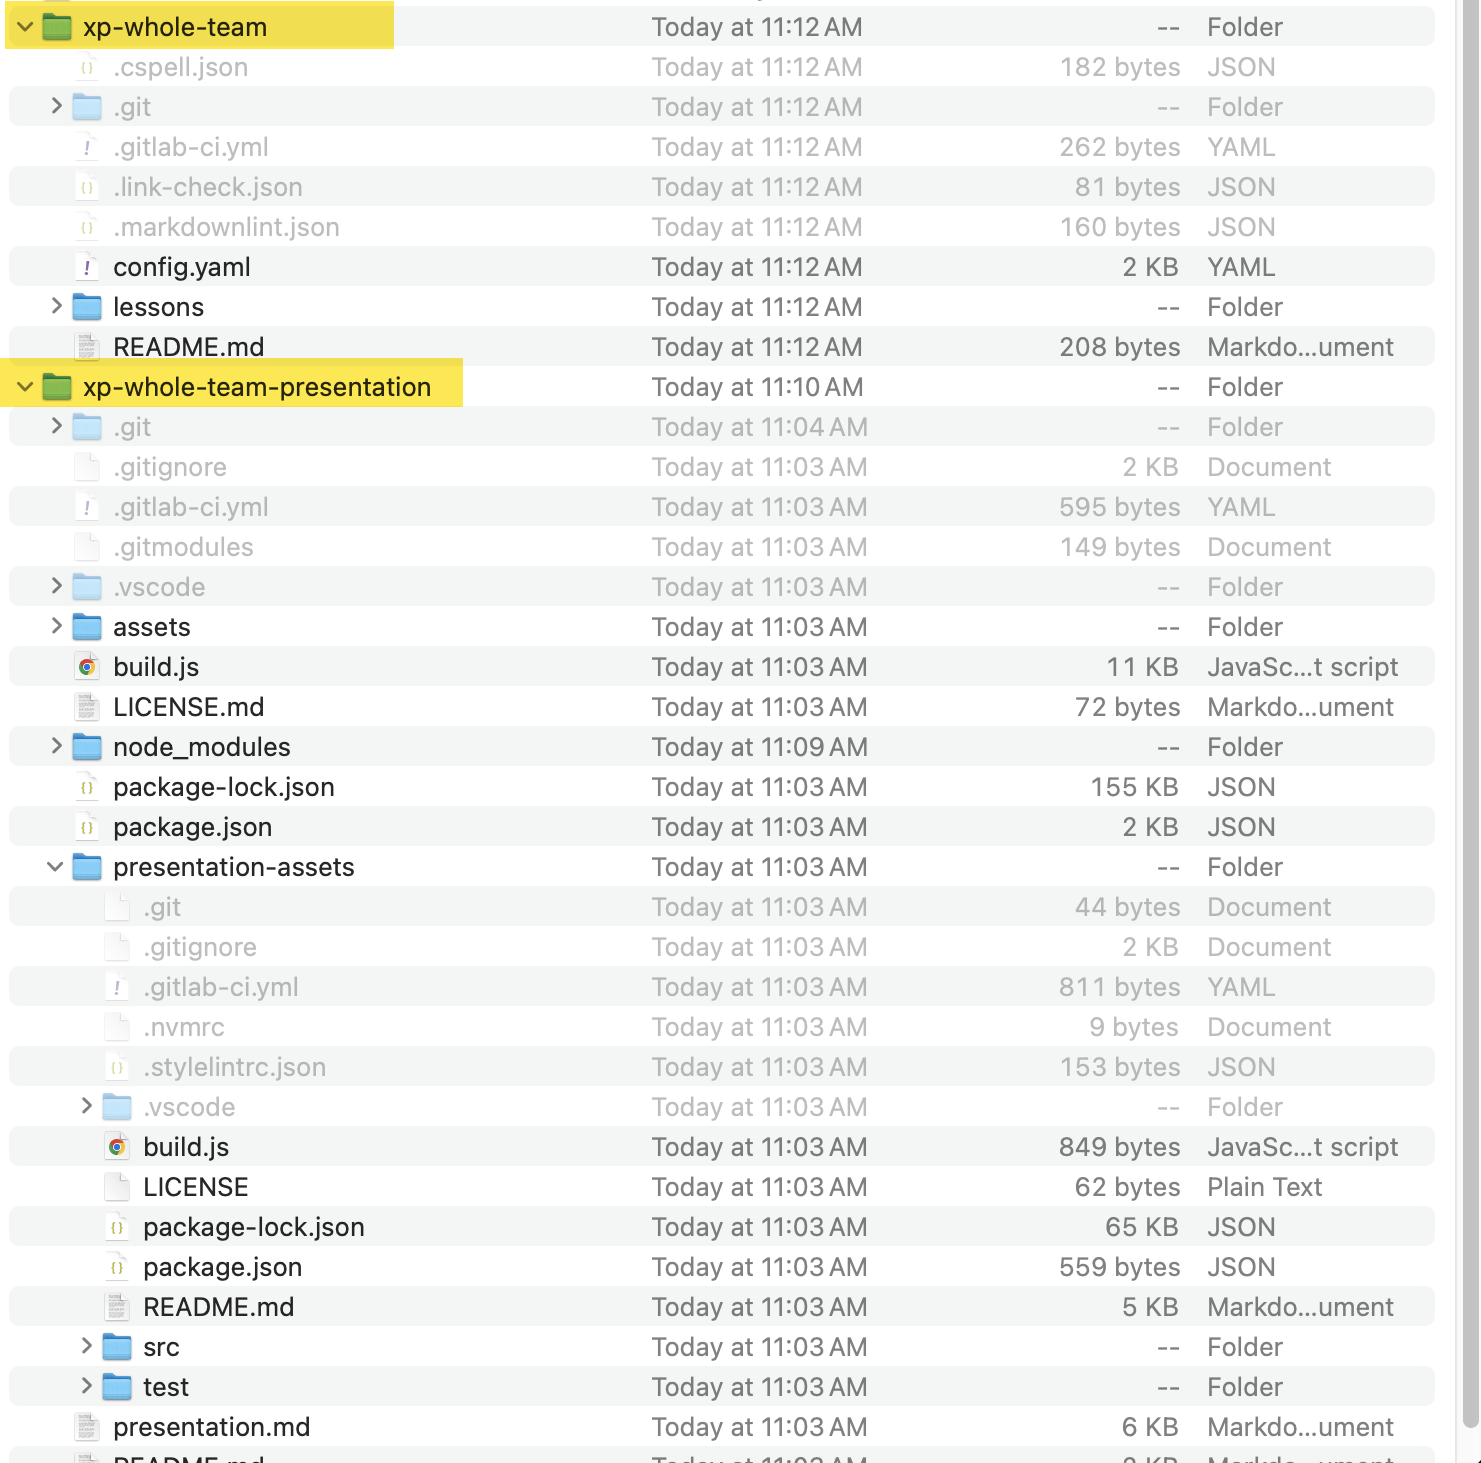 xp-whole-team Today at 11:12 AM -- Folder
.cspell.json Today at 11:12 AM 182 bytes JSON
.git Today at 11:12 AM -- Folder
.gitlab-ci.yml Today at 11:12 AM 262 bytes YAML
.link-check.json Today at 11:12 AM 81 bytes JSON
.markdownlint.json Today at 11:12 AM 160 bytes JSON
config.yaml Today at 11:12 AM 2 KB YAML
lessons Today at 11:12 AM -- Folder
README.md Today at 11:12 AM 208 bytes Markdo...ument
xp-whole-team-presentation Today at 11:10 AM -- Folder
.git Today at 11:04 AM -- Folder
.gitignore Today at 11:03 AM 2 KB Document
.gitlab-ci.yml Today at 11:03 AM 595 bytes YAML
.gitmodules Today at 11:03 AM 149 bytes Document
.vscode Today at 11:03 AM -- Folder
assets Today at 11:03 AM -- Folder
build.js Today at 11:03 AM 11 KB JavaSc...t script
LICENSE.md Today at 11:03 AM 72 bytes Markdo...ument
node_modules Today at 11:09 AM -- Folder
package-lock.json Today at 11:03 AM 155 KB JSON
package.json Today at 11:03 AM 2 KB JSON
presentation-assets Today at 11:03 AM -- Folder
.git Today at 11:03 AM 44 bytes Document
.gitignore Today at 11:03 AM 2 KB Document
.gitlab-ci.yml Today at 11:03 AM 811 bytes YAML
.nvmrc Today at 11:03 AM 9 bytes Document
.stylelintrc.json Today at 11:03 AM 153 bytes JSON
.vscode Today at 11:03 AM -- Folder
build.js Today at 11:03 AM 849 bytes JavaSc...t script
LICENSE Today at 11:03 AM 62 bytes Plain Text
package-lock.json Today at 11:03 AM 65 KB JSON
package.json Today at 11:03 AM 559 bytes JSON
README.md Today at 11:03 AM 5 KB Markdo...ument
src Today at 11:03 AM -- Folder
test Today at 11:03 AM -- Folder
presentation.md Today at 11:03 AM 6 KB Markdo...ument
README.md Today at 11:03 AM KB Markdo...ument